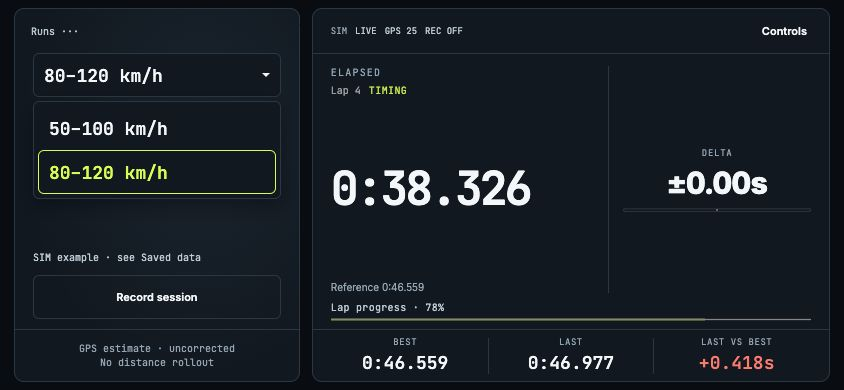 Runs ···
80–120 km/h
50–100 km/h
80–120 km/h
SIM example · see Saved data
Record session
GPS estimate · uncorrected
No distance rollout
SIM LIVE GPS 25 REC OFF
Controls
ELAPSED
Lap 4 TIMING
0:38.326
DELTA
±0.00s
Reference 0:46.559
Lap progress · 78%
BEST
0:46.559
LAST
0:46.977
LAST VS BEST
+0.418s